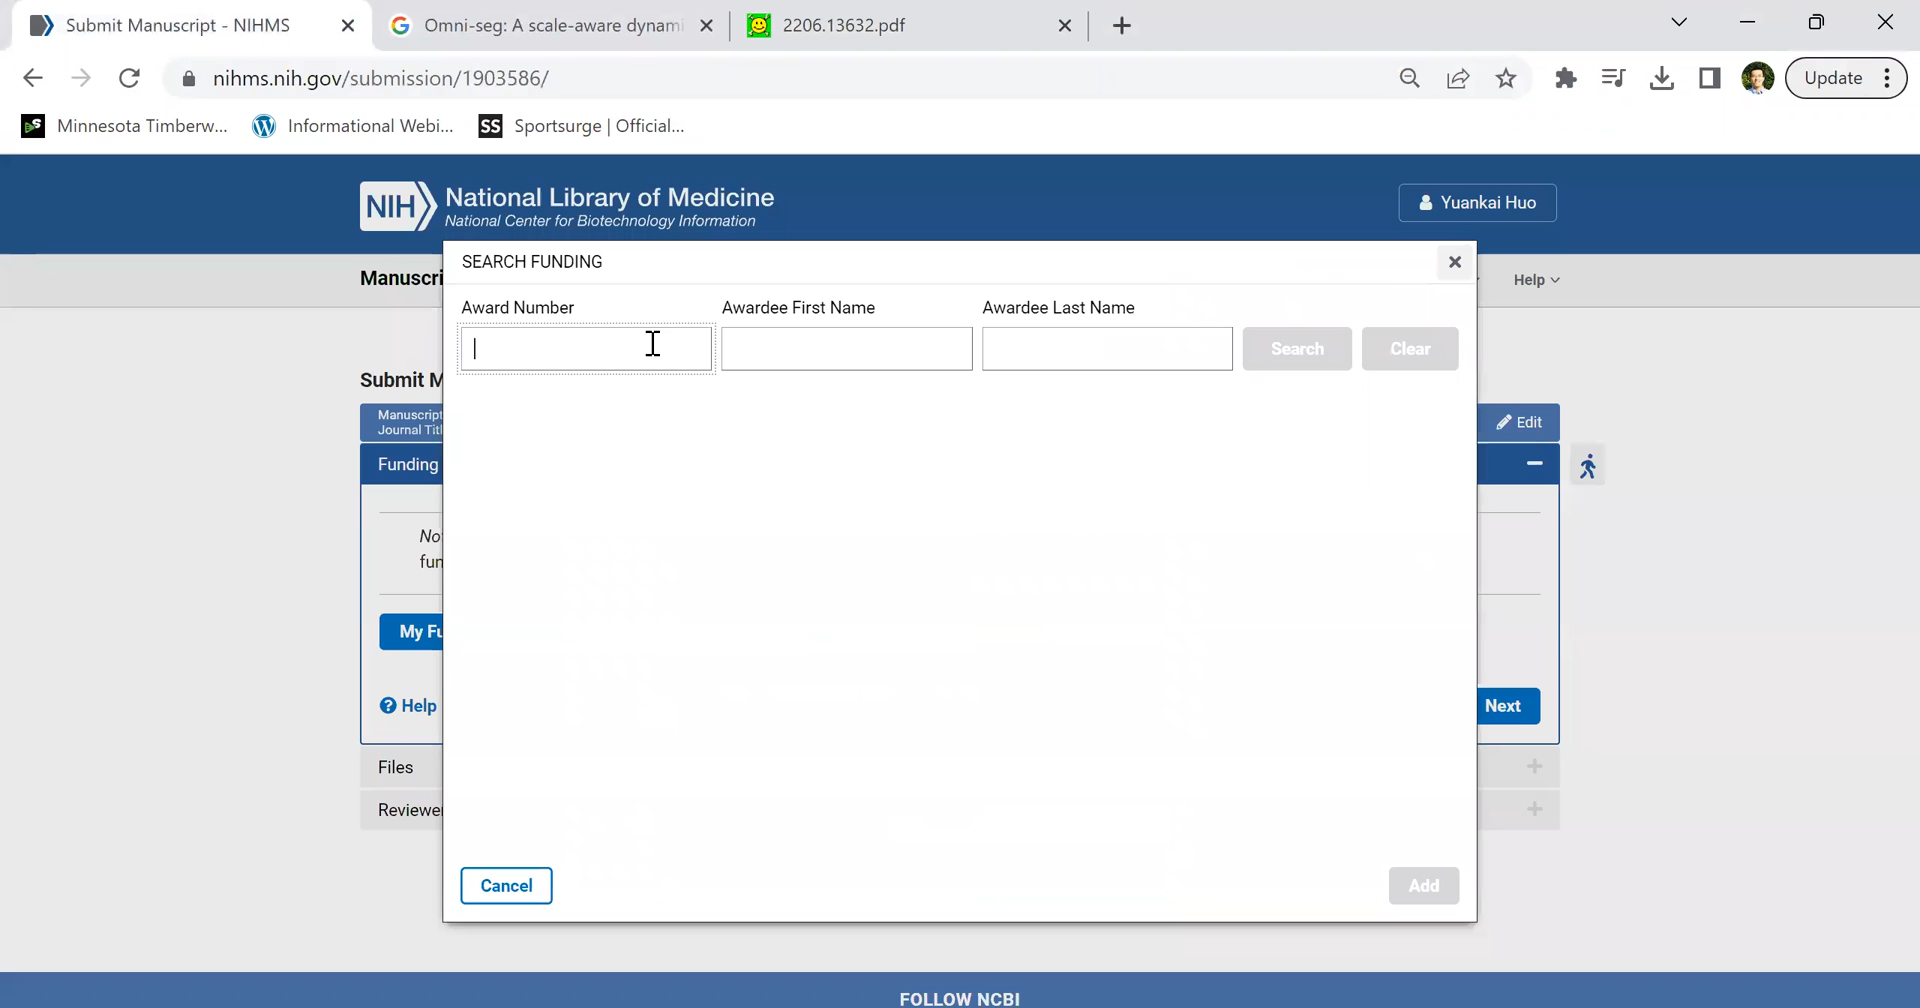 Submit Manuscript - NIHMS
Omni-seg: A scale-aware dynami
2206.13632.pdf
nihms.nih.gov/submission/1903586/
Update
Minnesota Timberw...
Informational Webi...
SS Sportsurge | Official...
NIH National Library of Medicine
National Center for Biotechnology Information
Yuankai Huo
Manuscri
Help
SEARCH FUNDING
Award Number
Awardee First Name
Awardee Last Name
Search
Clear
Submit M
Manuscript
Journal Titl
Edit
Funding
No
fun
My Fu
Help
Next
Files
Reviewer
Cancel
Add
FOLLOW NCBI